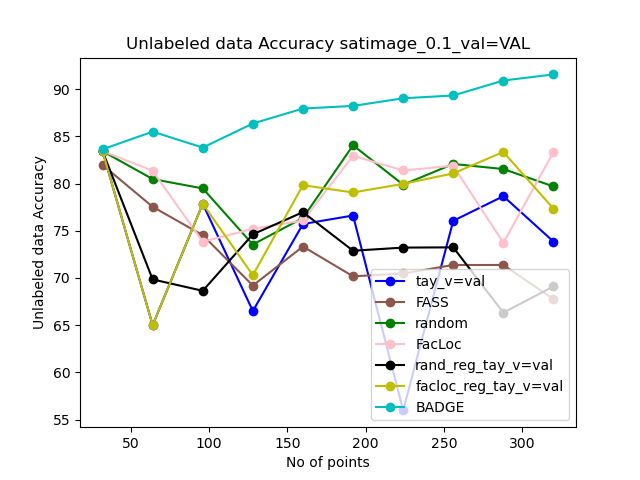 Unlabeled data Accuracy satimage_0.1_val=VAL
90
85
80
75
70
65
60
55
Unlabeled data Accuracy
50
100
150
200
250
300
No of points
tay_v=val
FASS
random
FacLoc
rand_reg_tay_v=val
facloc_reg_tay_v=val
BADGE